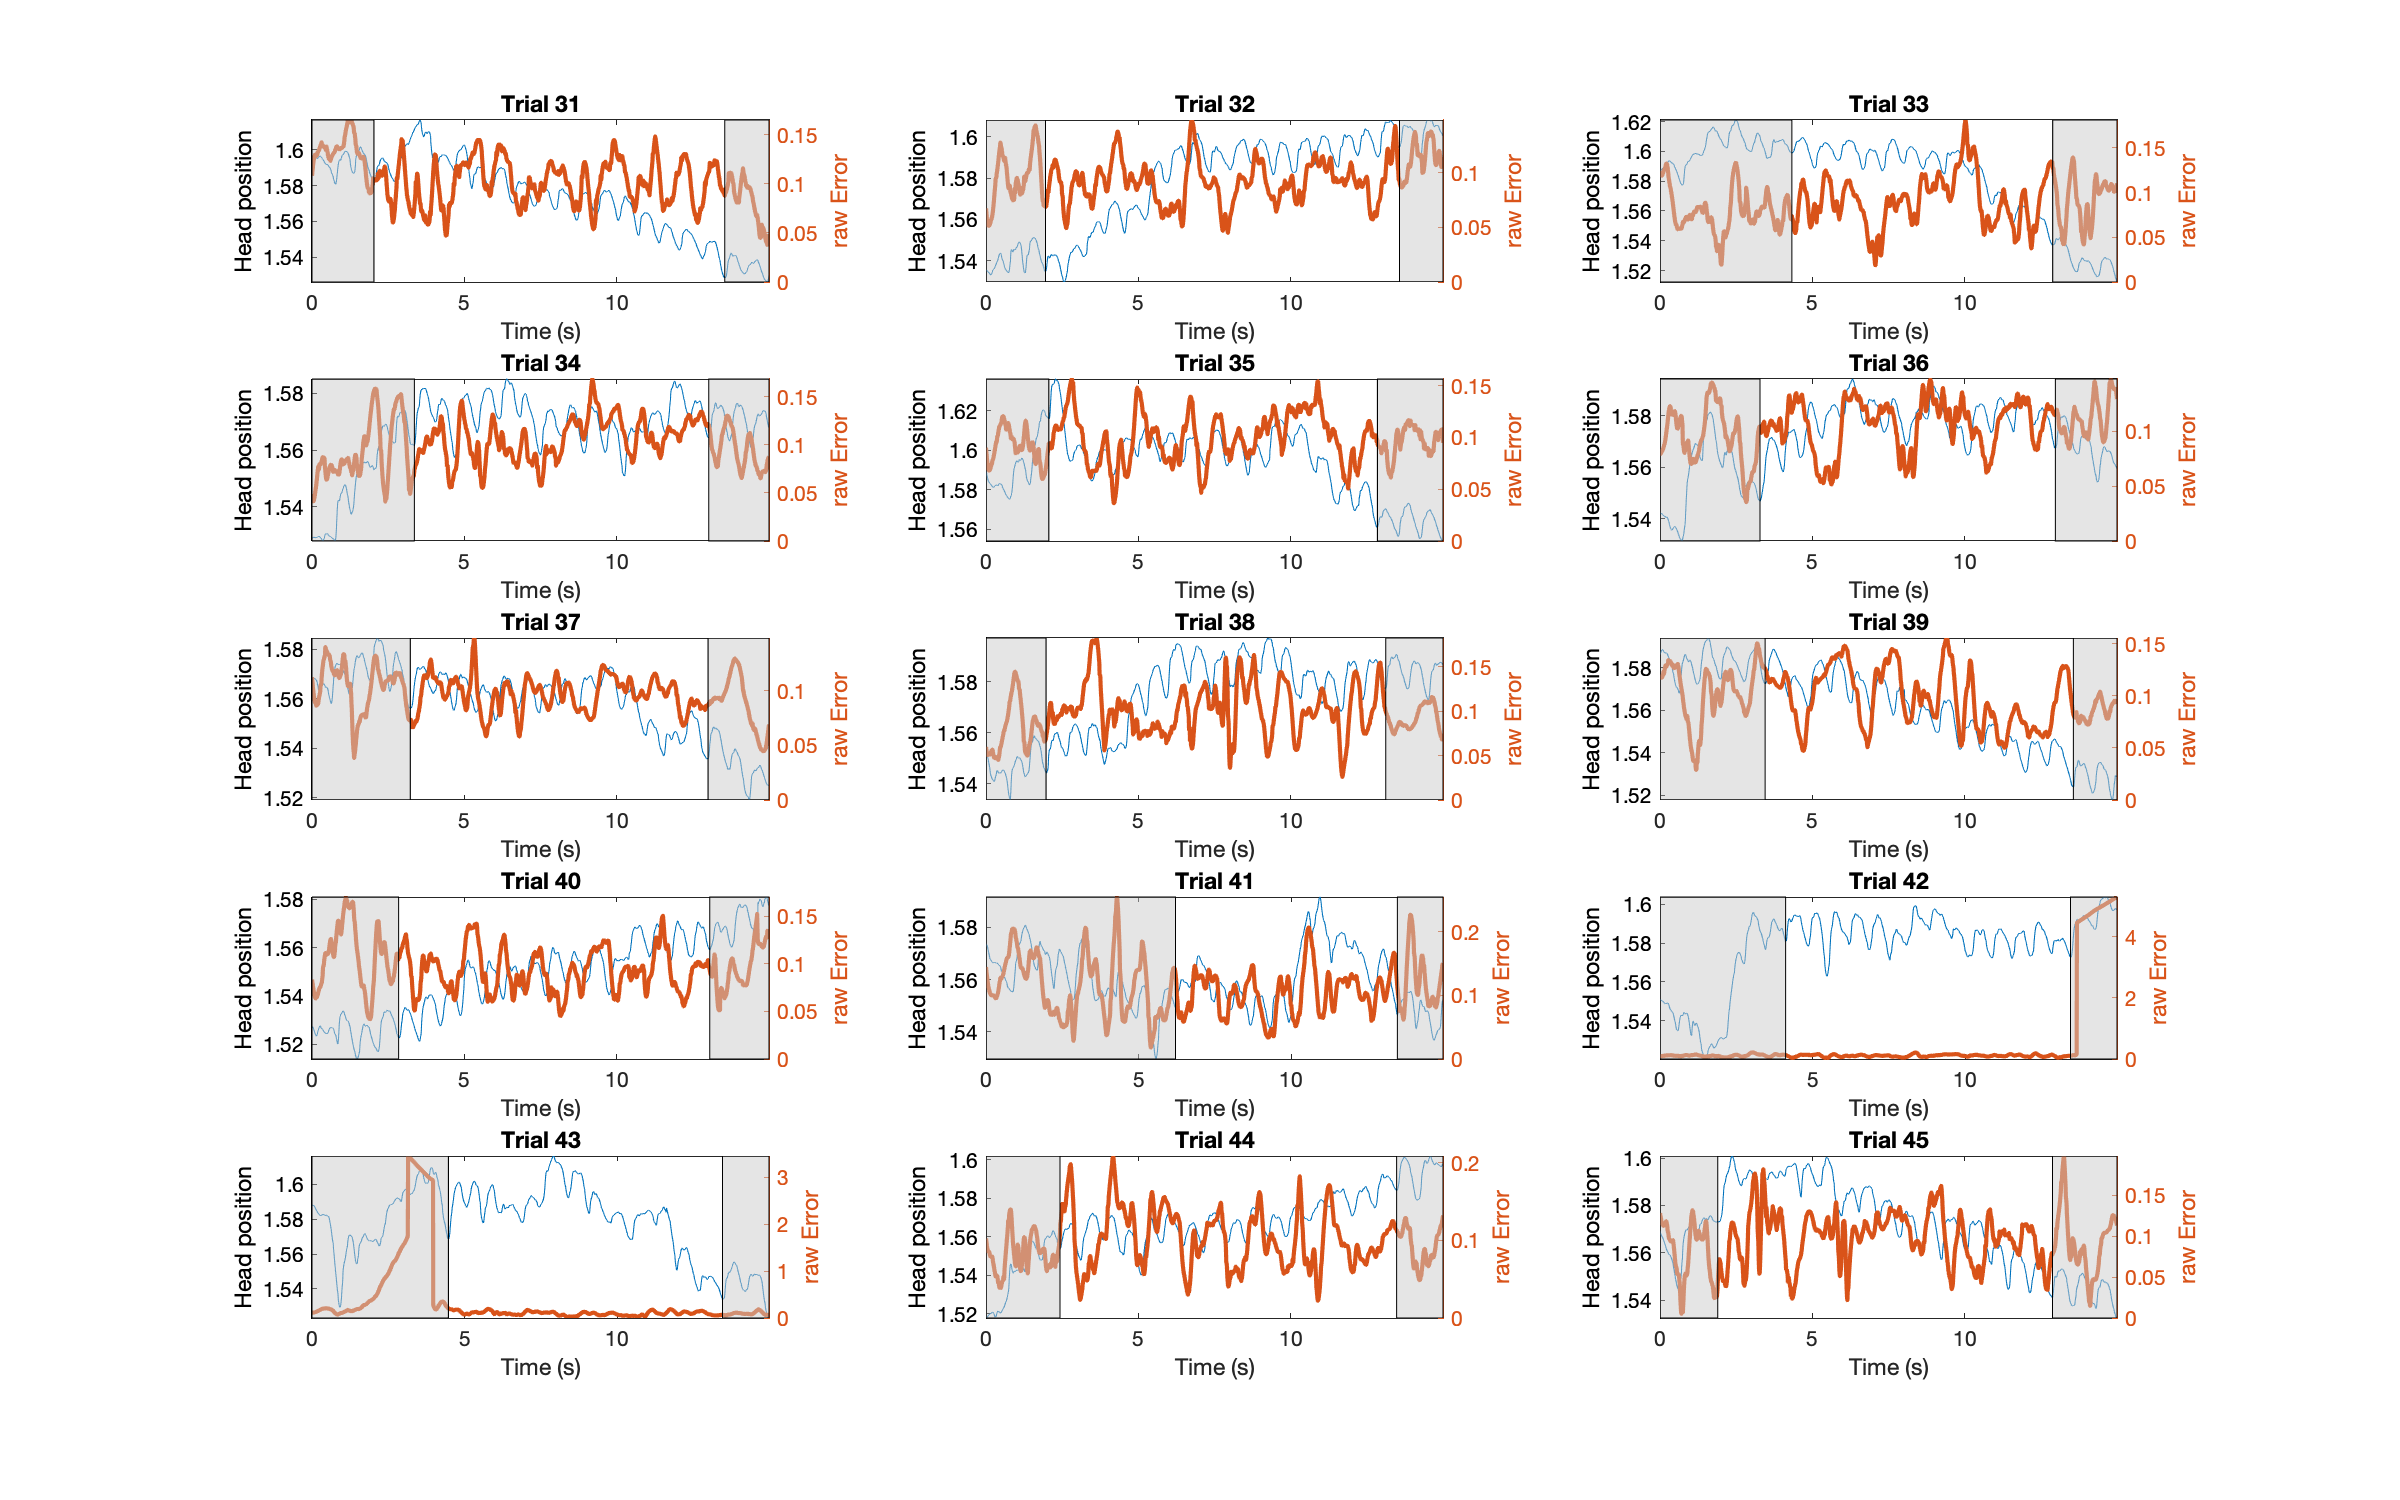 Trial 31
Head position
1.6
1.58
1.56
1.54
0.15
0.1
0.05
0
raw Error
0 5 10
Time (s)
Trial 32
Head position
1.6
1.58
1.56
1.54
0.1
0.05
0
raw Error
0 5 10
Time (s)
Trial 33
Head position
1.62
1.6
1.58
1.56
1.54
1.52
0.15
0.1
0.05
0
raw Error
0 5 10
Time (s)
Trial 34
Head position
1.58
1.56
1.54
0.15
0.1
0.05
0
raw Error
0 5 10
Time (s)
Trial 35
Head position
1.62
1.6
1.58
1.56
0.15
0.1
0.05
0
raw Error
0 5 10
Time (s)
Trial 36
Head position
1.58
1.56
1.54
0.1
0.05
0
raw Error
0 5 10
Time (s)
Trial 37
Head position
1.58
1.56
1.54
1.52
0.1
0.05
0
raw Error
0 5 10
Time (s)
Trial 38
Head position
1.58
1.56
1.54
0.15
0.1
0.05
0
raw Error
0 5 10
Time (s)
Trial 39
Head position
1.58
1.56
1.54
1.52
0.15
0.1
0.05
0
raw Error
0 5 10
Time (s)
Trial 40
Head position
1.58
1.56
1.54
1.52
0.15
0.1
0.05
0
raw Error
0 5 10
Time (s)
Trial 41
Head position
1.58
1.56
1.54
0.2
0.1
0
raw Error
0 5 10
Time (s)
Trial 42
Head position
1.6
1.58
1.56
1.54
4
2
0
raw Error
0 5 10
Time (s)
Trial 43
Head position
1.6
1.58
1.56
1.54
3
2
1
0
raw Error
0 5 10
Time (s)
Trial 44
Head position
1.6
1.58
1.56
1.54
1.52
0.2
0.1
0
raw Error
0 5 10
Time (s)
Trial 45
Head position
1.6
1.58
1.56
1.54
0.15
0.1
0.05
0
raw Error
0 5 10
Time (s)